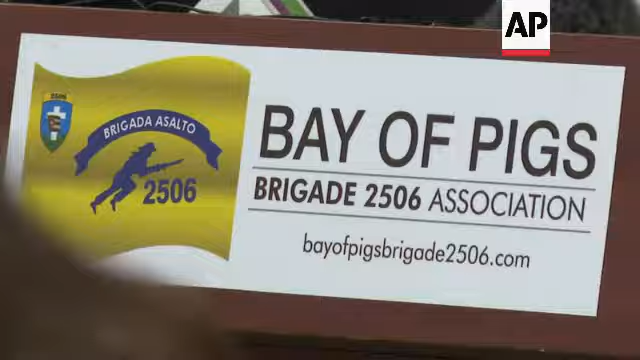 AP
2506
BRIGADA ASALTO
2506
BAY OF PIGS
BRIGADE 2506 ASSOCIATION
bayofpigsbrigade2506.com